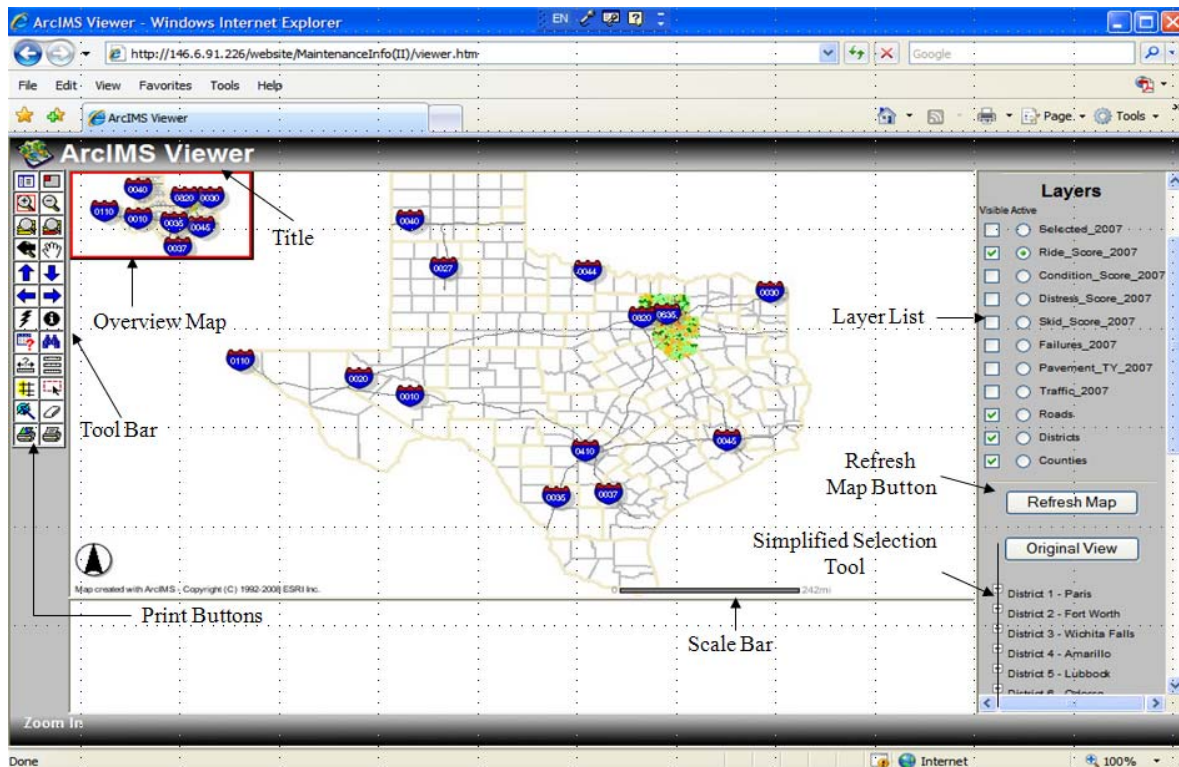 ArcIMS Viewer - Windows Internet Explorer
EN
http://146.6.91.226/website/MaintenanceInfo(II)/viewer.htm
Google
File Edit View Favorites Tools Help
ArcIMS Viewer
Page Tools
ArcIMS Viewer
0040
0820 0030
0110
0010
0035
0045
0037
Title
Overview Map
Tool Bar
Print Buttons
0040
0027
0044
0030
0820
0635
0110
0020
0010
0410
0045
0035
0037
Map created with ArcIMS - Copyright (C) 1992-2008 ESRI Inc.
0
242mi
Scale Bar
Layer List
Refresh
Map Button
Simplified Selection
Tool
Layers
Visible Active
Selected_2007
Ride_Score_2007
Condition_Score_2007
Distress_Score_2007
Skid_Score_2007
Failures_2007
Pavement_TY_2007
Traffic_2007
Roads
Districts
Counties
Refresh Map
Original View
District 1 - Paris
District 2 - Fort Worth
District 3 - Wichita Falls
District 4 - Amarillo
District 5 - Lubbock
Zoom In
Done
Internet
100%